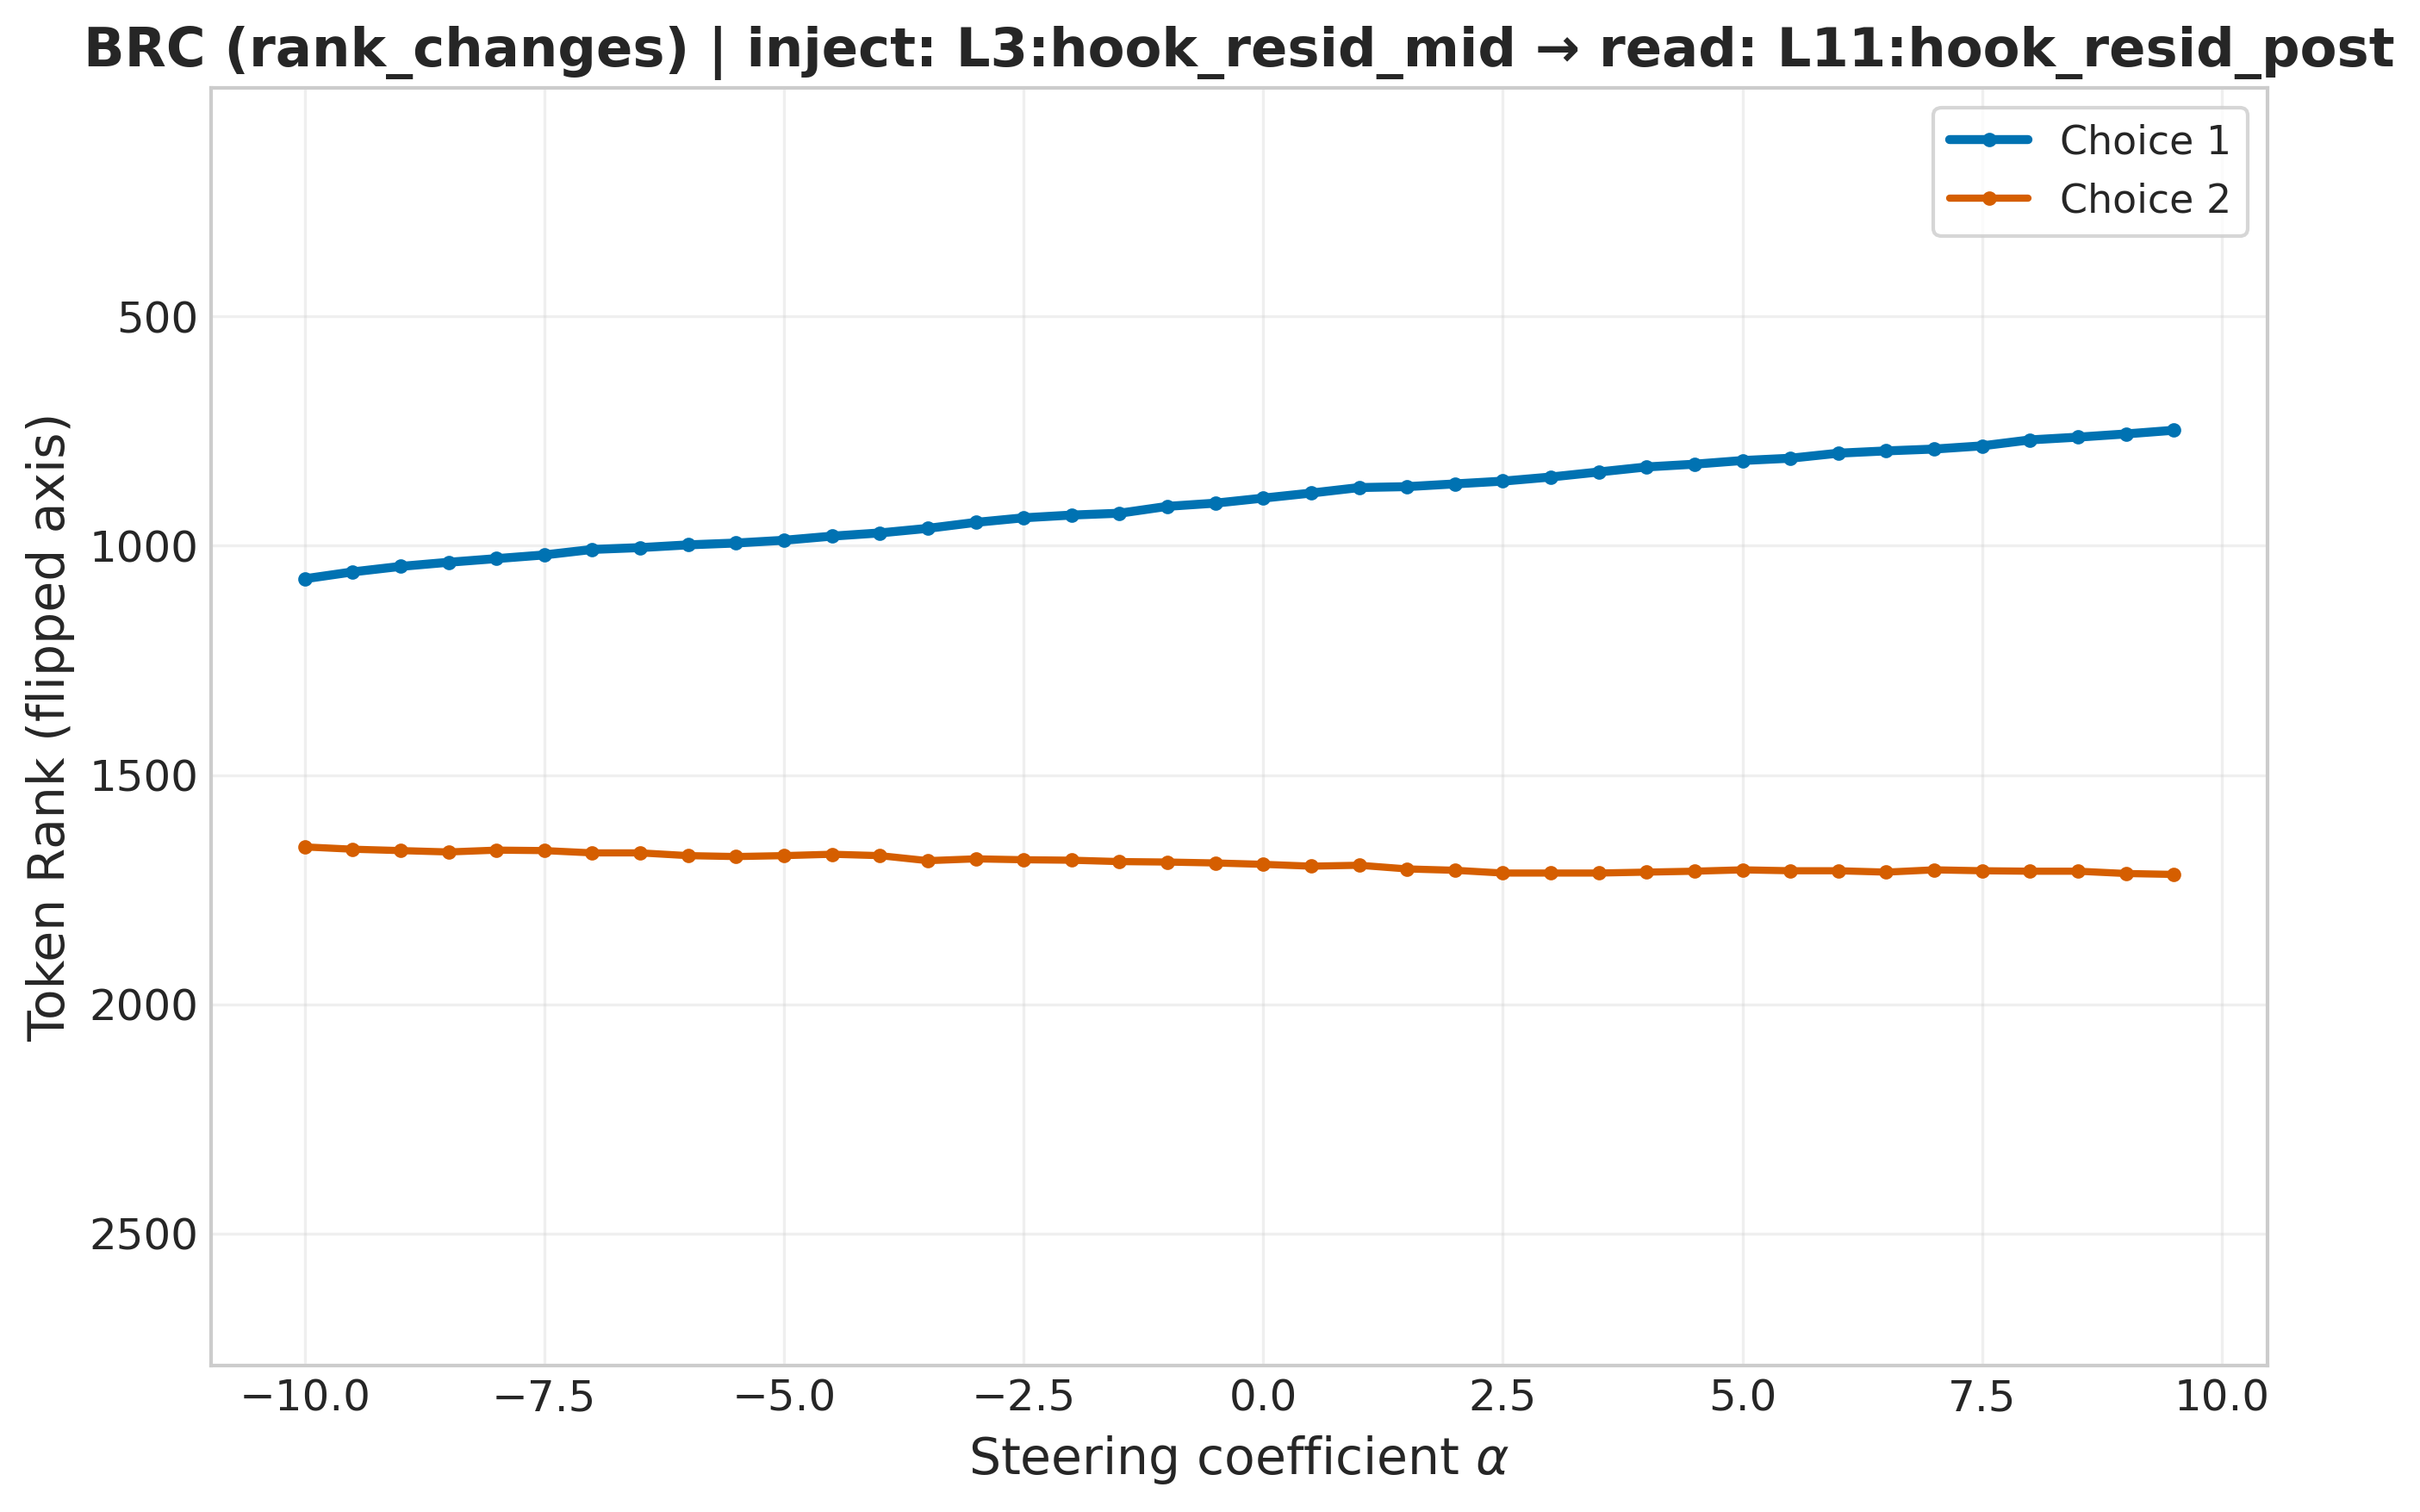 BRC (rank_changes) | inject: L3:hook_resid_mid → read: L11:hook_resid_post
Choice 1
Choice 2
Token Rank (flipped axis)
500
1000
1500
2000
2500
−10.0 −7.5 −5.0 −2.5 0.0 2.5 5.0 7.5 10.0
Steering coefficient α